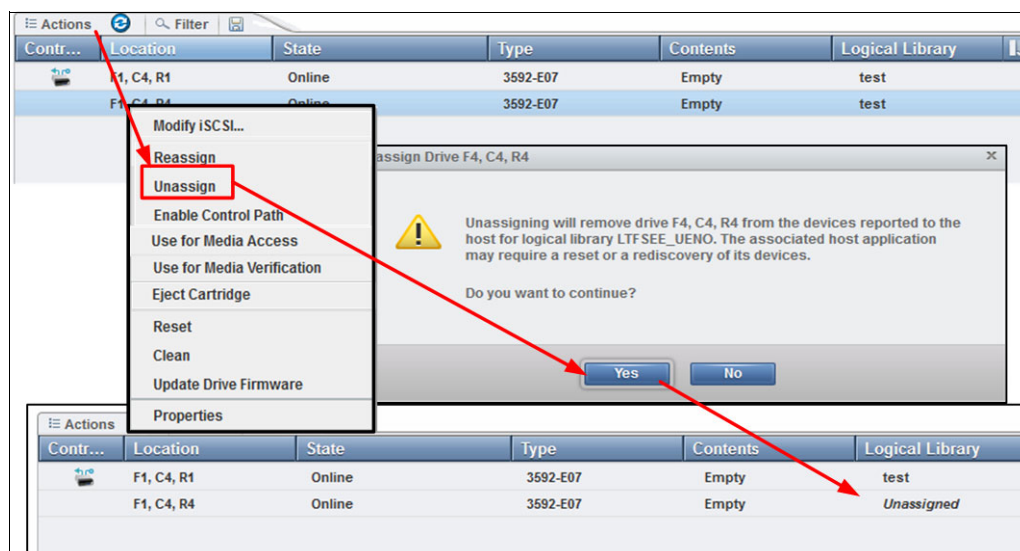 Actions Filter
Contr... Location State Type Contents Logical Library
F1, C4, R1 Online 3592-E07 Empty test
F1, C4, R4 Online 3592-E07 Empty test
Modify iSCSI...
Reassign
assign Drive F4, C4, R4 x
Unassign
Enable Control Path
Use for Media Access
Use for Media Verification
Eject Cartridge
Reset
Clean
Update Drive Firmware
Properties
Unassigning will remove drive F4, C4, R4 from the devices reported to the
host for logical library LTFSEE_UENO. The associated host application
may require a reset or a rediscovery of its devices.
Do you want to continue?
Yes No
Actions
Contr... Location State Type Contents Logical Library
F1, C4, R1 Online 3592-E07 Empty test
F1, C4, R4 Online 3592-E07 Empty Unassigned